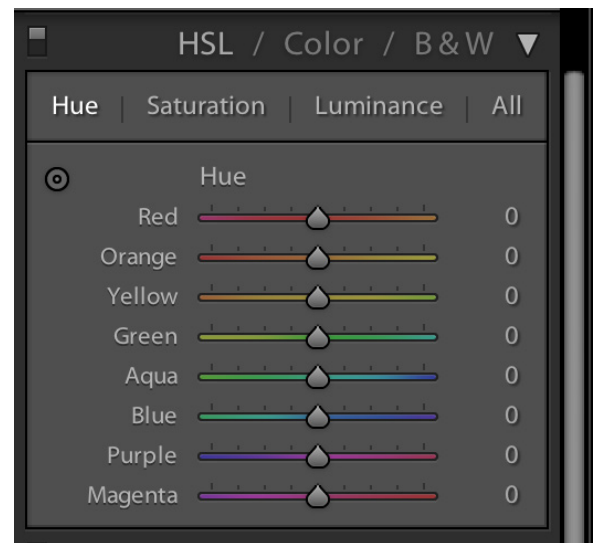 HSL / Color / B & W
Hue | Saturation | Luminance | All
Hue
Red 0
Orange 0
Yellow 0
Green 0
Aqua 0
Blue 0
Purple 0
Magenta 0